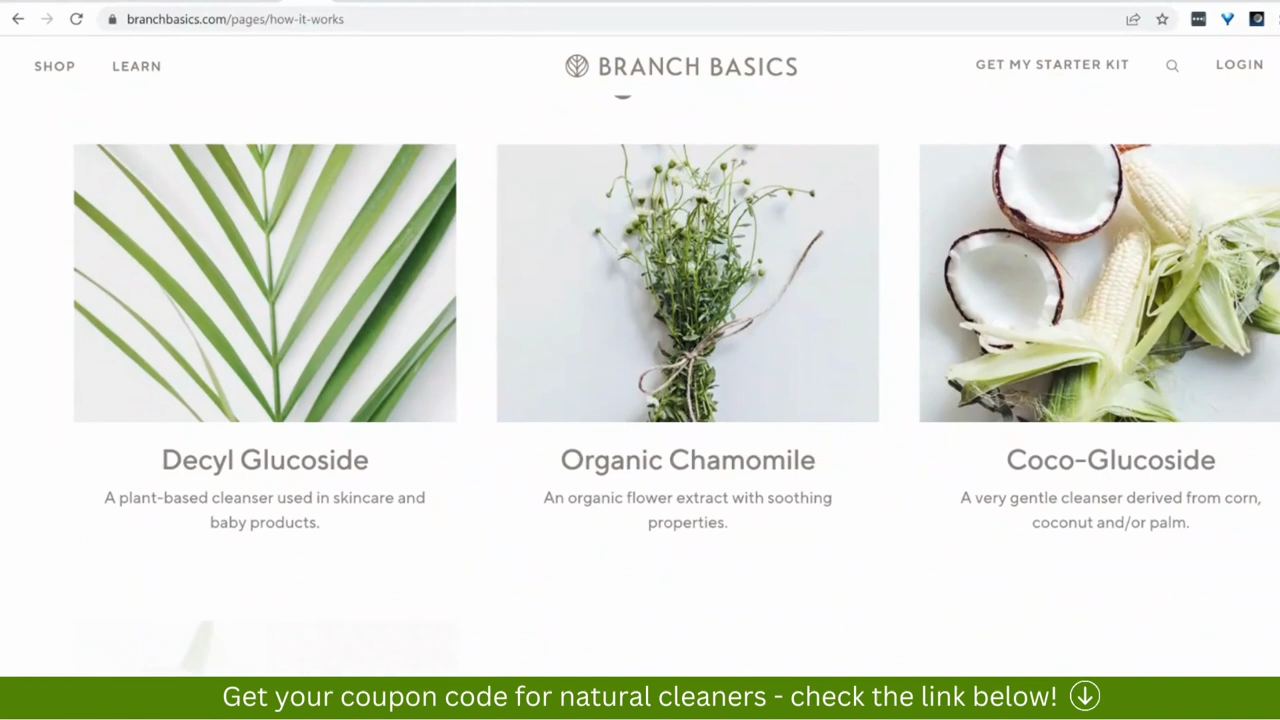 branchbasics.com/pages/how-it-works
SHOP
LEARN
BRANCH BASICS
GET MY STARTER KIT
LOGIN
Decyl Glucoside
A plant-based cleanser used in skincare and
baby products.
Organic Chamomile
An organic flower extract with soothing
properties.
Coco-Glucoside
A very gentle cleanser derived from corn,
coconut and/or palm.
Get your coupon code for natural cleaners - check the link below!